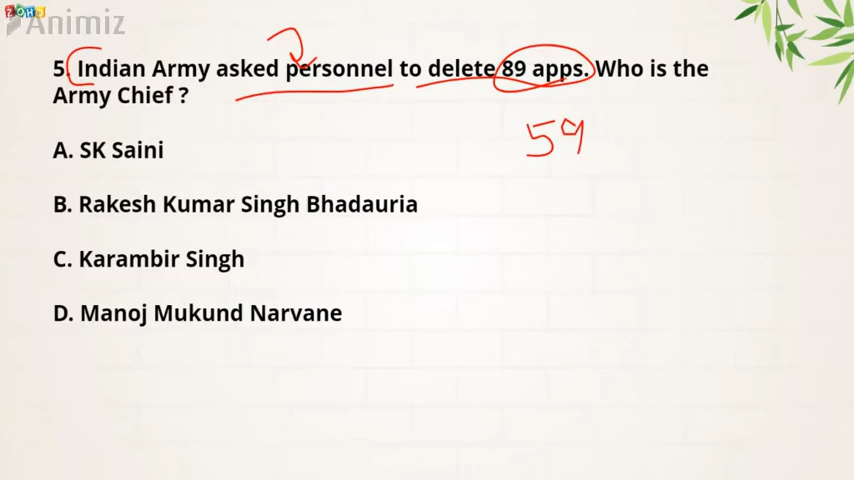 ZOHO
Animiz
5. Indian Army asked personnel to delete 89 apps. Who is the
Army Chief ?
59
A. SK Saini
B. Rakesh Kumar Singh Bhadauria
C. Karambir Singh
D. Manoj Mukund Narvane